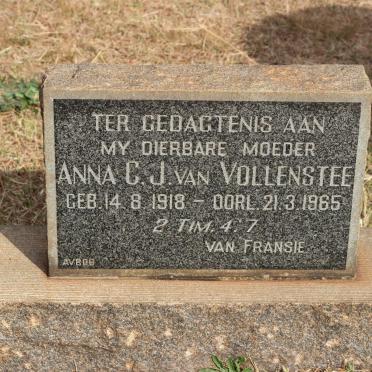 TER GEDAGTENIS AAN
MY DIERBARE MOEDER
ANNA C. J. VAN VOLLENSTEE
GEB. 14. 8. 1918 - OORL. 21. 3. 1965
2 TIM. 4 : 7
VAN FRANSIE.
AVBOB